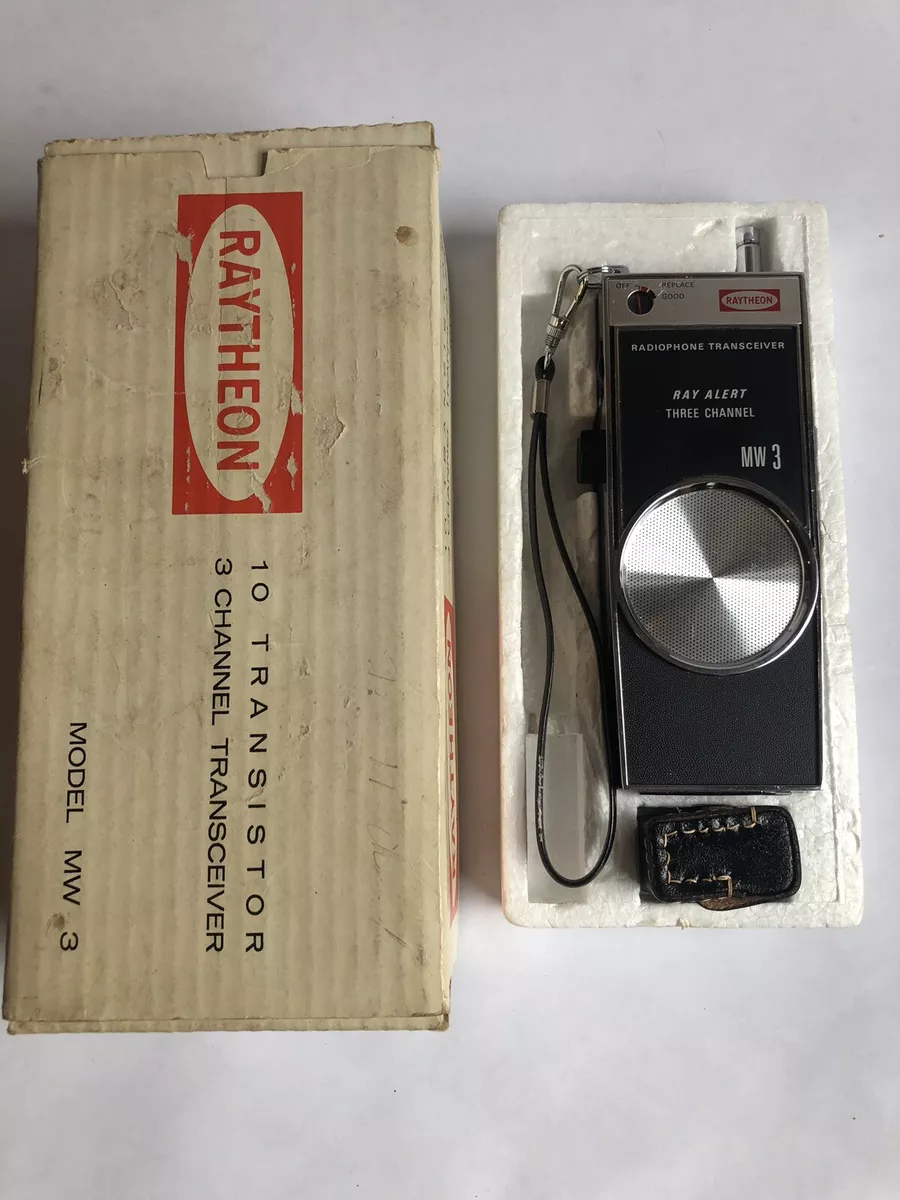 RAYTHEON
10 TRANSISTOR
3 CHANNEL TRANSCEIVER
MODEL MW 3
OFF
REPLACE
GOOD
RAYTHEON
RADIOPHONE TRANSCEIVER
RAY ALERT
THREE CHANNEL
MW 3